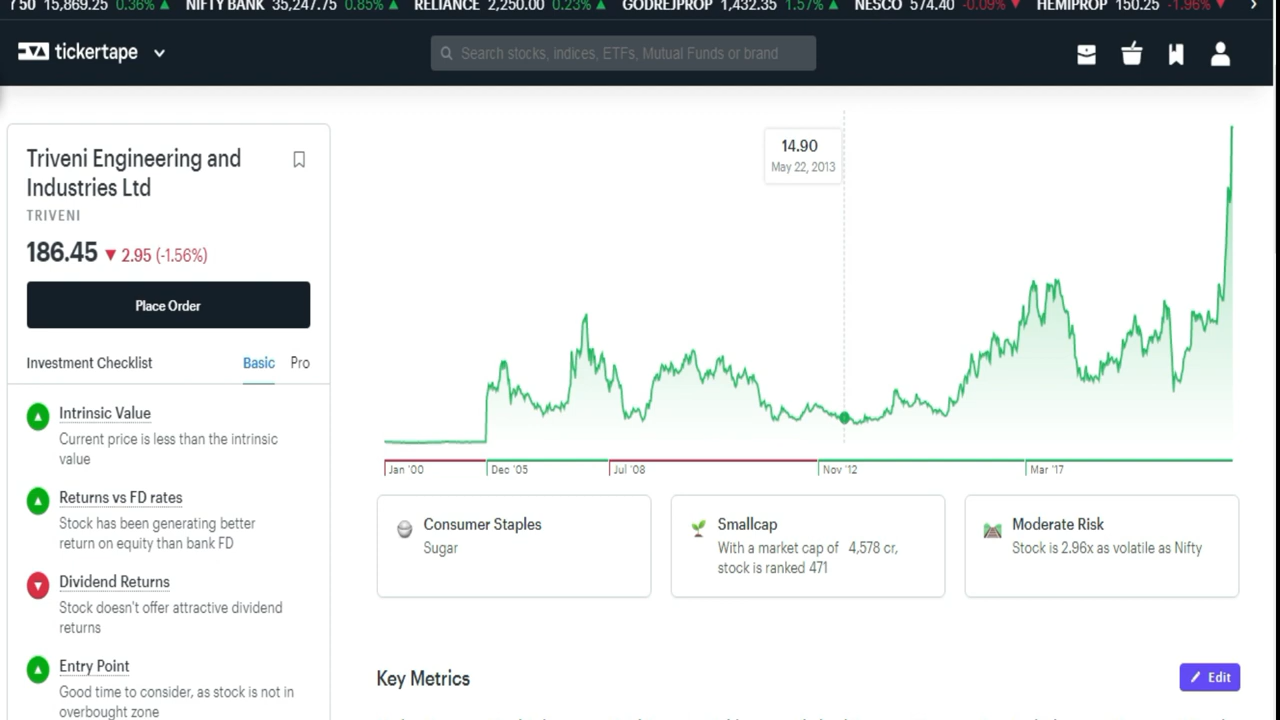 50 15,869.25 0.36% ▲ NIFTY BANK 35,247.75 0.85% ▲ RELIANCE 2,250.00 0.23% ▲ GODREJPROP 1,432.35 1.57% ▲ NESCO 574.40 -0.09% ▼ HEMIPROP 150.25 -1.96% ▼
tickertape
Search stocks, indices, ETFs, Mutual Funds or brand
Triveni Engineering and
Industries Ltd
TRIVENI
186.45 ▼ 2.95 (-1.56%)
Place Order
Investment Checklist Basic Pro
Intrinsic Value
Current price is less than the intrinsic
value
Returns vs FD rates
Stock has been generating better
return on equity than bank FD
Dividend Returns
Stock doesn't offer attractive dividend
returns
Entry Point
Good time to consider, as stock is not in
overbought zone
14.90
May 22, 2013
Jan '00 Dec '05 Jul '08 Nov '12 Mar '17
Consumer Staples
Sugar
Smallcap
With a market cap of 4,578 cr,
stock is ranked 471
Moderate Risk
Stock is 2.96x as volatile as Nifty
Key Metrics
Edit